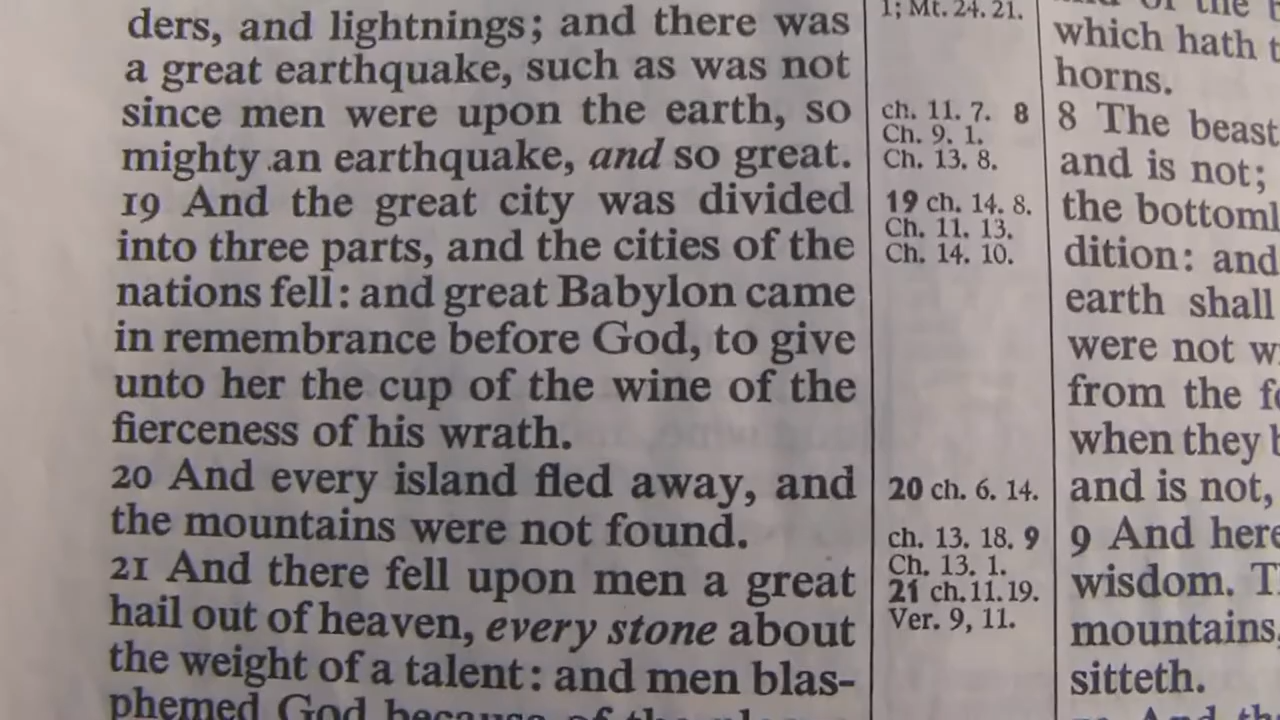 ders, and lightnings; and there was
a great earthquake, such as was not
since men were upon the earth, so
mighty an earthquake, and so great.
19 And the great city was divided
into three parts, and the cities of the
nations fell: and great Babylon came
in remembrance before God, to give
unto her the cup of the wine of the
fierceness of his wrath.
20 And every island fled away, and
the mountains were not found.
21 And there fell upon men a great
hail out of heaven, every stone about
the weight of a talent: and men blas-
phemed God because of the
1; Mt. 24. 21.
ch. 11. 7. 8
Ch. 9. 1.
Ch. 13. 8.
19 ch. 14. 8.
Ch. 11. 13.
Ch. 14. 10.
20 ch. 6. 14.
ch. 13. 18. 9
Ch. 13. 1.
21 ch. 11. 19.
Ver. 9, 11.
of the
which hath
horns.
8 The beast
and is not;
the bottoml
dition: and
earth shall
were not w
from the
when they
and is not,
9 And here
wisdom. T
mountains,
sitteth.
And